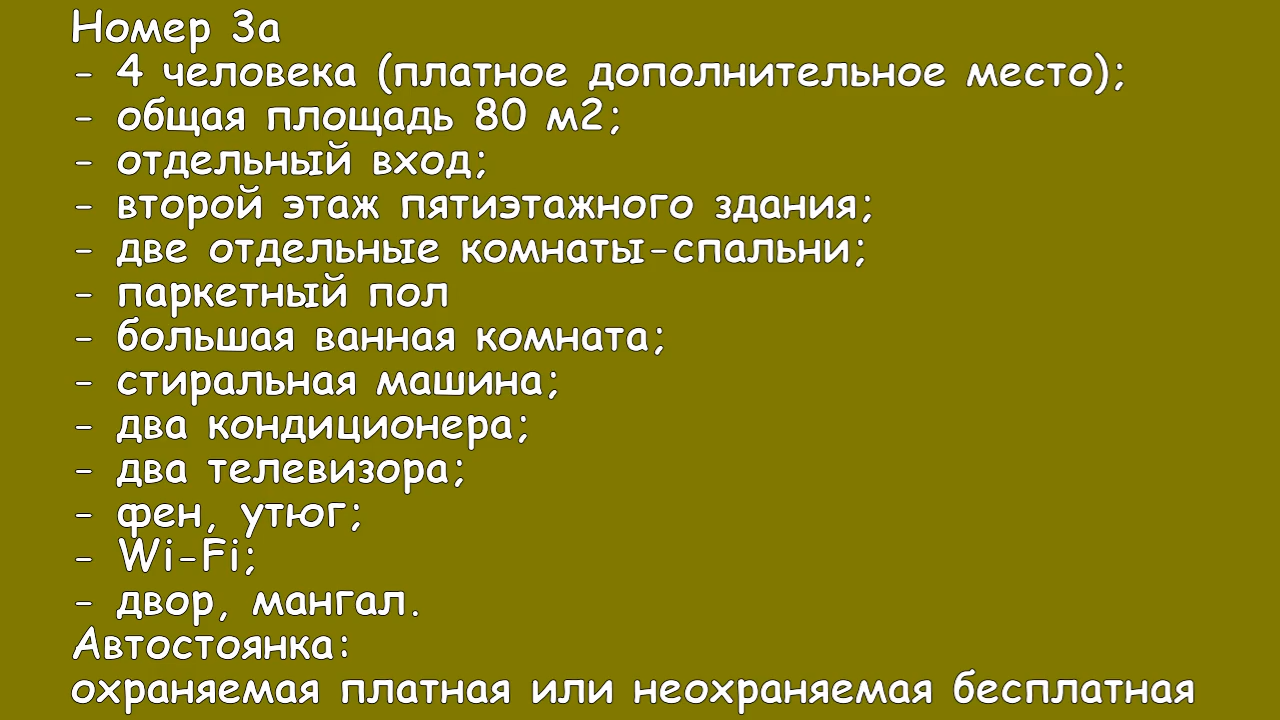 Номер 3а
- 4 человека (платное дополнительное место);
- общая площадь 80 м2;
- отдельный вход;
- второй этаж пятиэтажного здания;
- две отдельные комнаты-спальни;
- паркетный пол
- большая ванная комната;
- стиральная машина;
- два кондиционера;
- два телевизора;
- фен, утюг;
- Wi-Fi;
- двор, мангал.
Автостоянка:
охраняемая платная или неохраняемая бесплатная